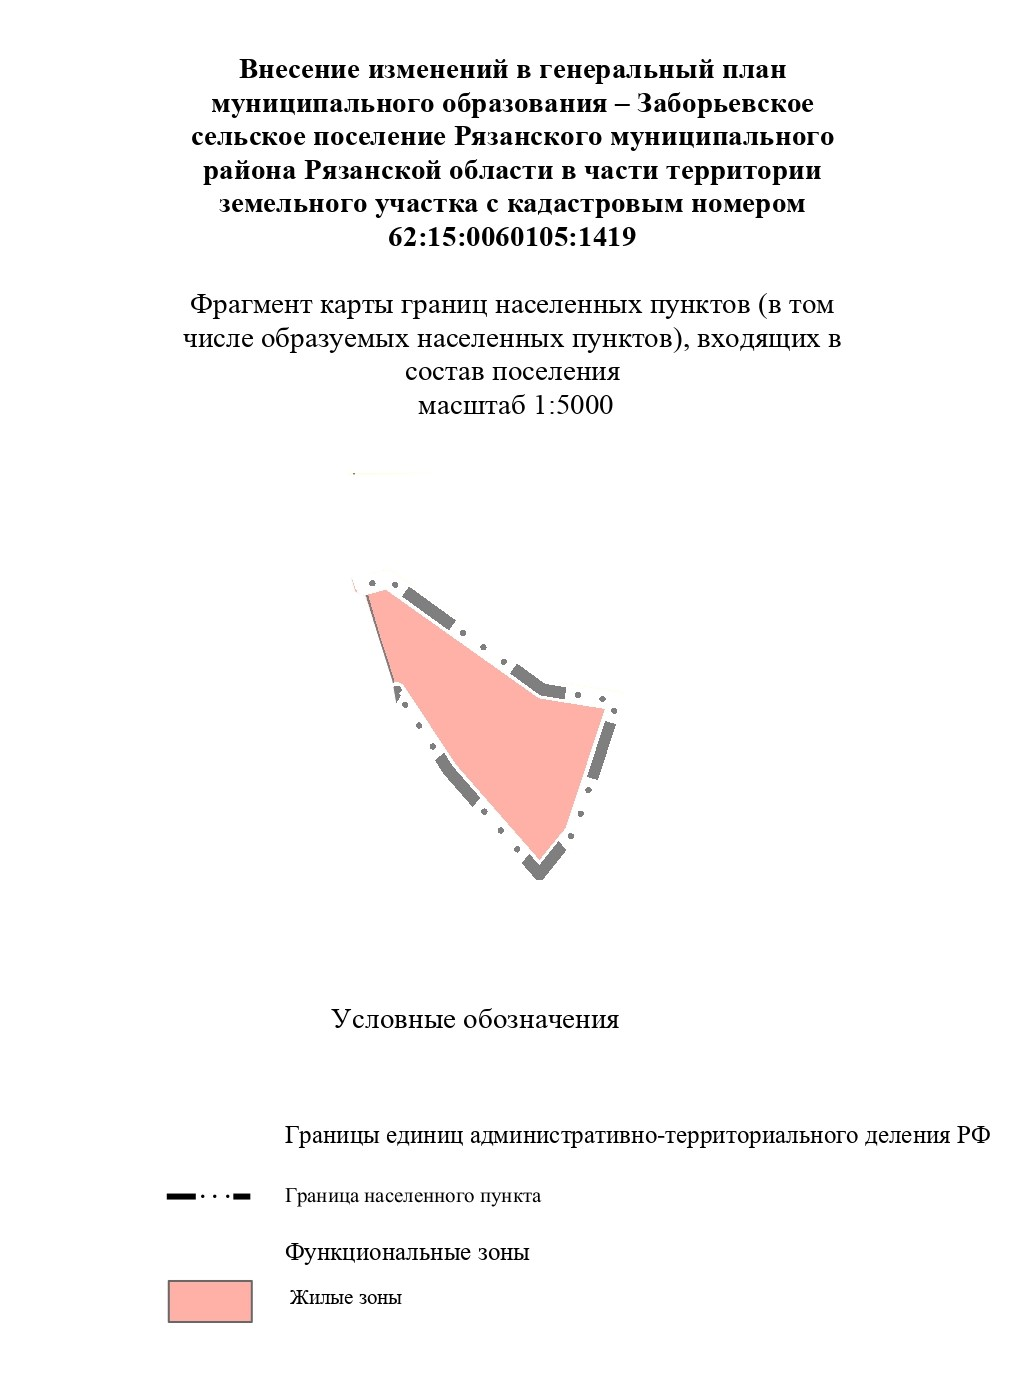 Внесение изменений в генеральный план
муниципального образования – Заборьевское
сельское поселение Рязанского муниципального
района Рязанской области в части территории
земельного участка с кадастровым номером
62:15:0060105:1419
Фрагмент карты границ населенных пунктов (в том
числе образуемых населенных пунктов), входящих в
состав поселения
масштаб 1:5000
Условные обозначения
Границы единиц административно-территориального деления РФ
Граница населенного пункта
Функциональные зоны
Жилые зоны